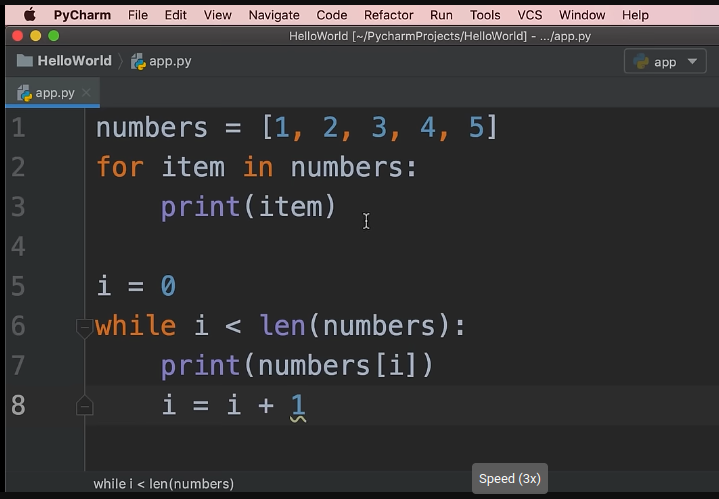 PyCharm File Edit View Navigate Code Refactor Run Tools VCS Window Help
HelloWorld [~/PycharmProjects/HelloWorld] - .../app.py
HelloWorld app.py app
app.py
1 numbers = [1, 2, 3, 4, 5]
2 for item in numbers:
3     print(item)
4
5 i = 0
6 while i < len(numbers):
7     print(numbers[i])
8     i = i + 1
while i < len(numbers)
Speed (3x)